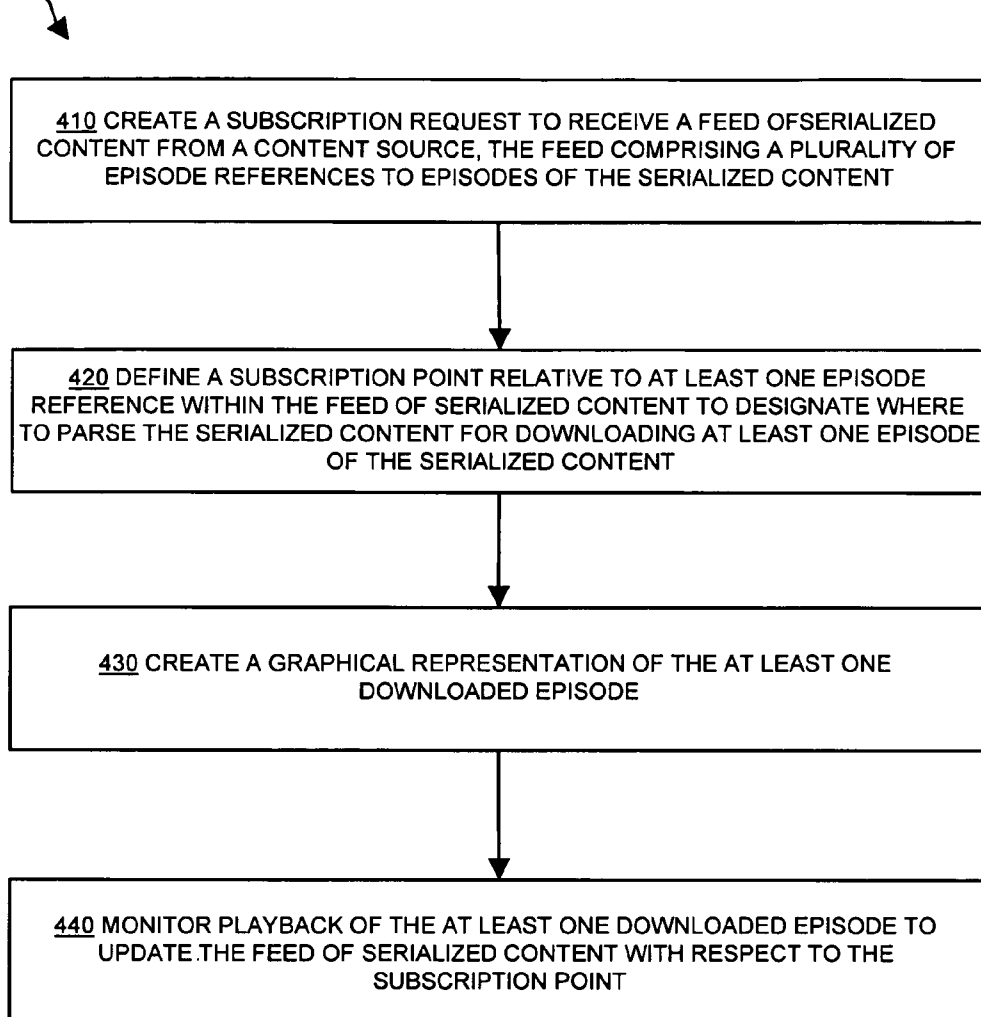 410 CREATE A SUBSCRIPTION REQUEST TO RECEIVE A FEED OFSERIALIZED
CONTENT FROM A CONTENT SOURCE, THE FEED COMPRISING A PLURALITY OF
EPISODE REFERENCES TO EPISODES OF THE SERIALIZED CONTENT
420 DEFINE A SUBSCRIPTION POINT RELATIVE TO AT LEAST ONE EPISODE
REFERENCE WITHIN THE FEED OF SERIALIZED CONTENT TO DESIGNATE WHERE
TO PARSE THE SERIALIZED CONTENT FOR DOWNLOADING AT LEAST ONE EPISODE
OF THE SERIALIZED CONTENT
430 CREATE A GRAPHICAL REPRESENTATION OF THE AT LEAST ONE
DOWNLOADED EPISODE
440 MONITOR PLAYBACK OF THE AT LEAST ONE DOWNLOADED EPISODE TO
UPDATE.THE FEED OF SERIALIZED CONTENT WITH RESPECT TO THE
SUBSCRIPTION POINT